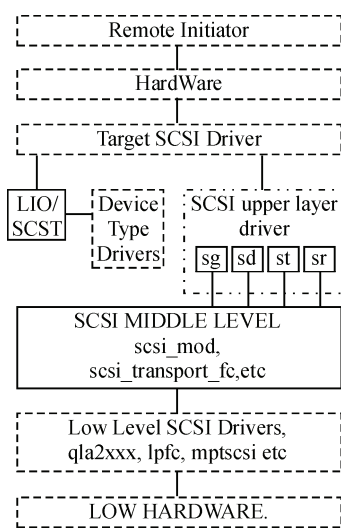 Remote Initiator
HardWare
Target SCSI Driver
LIO/
SCST
Device
Type
Drivers
SCSI upper layer
driver
sg sd st sr
SCSI MIDDLE LEVEL
scsi_mod,
scsi_transport_fc,etc
Low Level SCSI Drivers,
qla2xxx, lpfc, mptscsi etc
LOW HARDWARE.